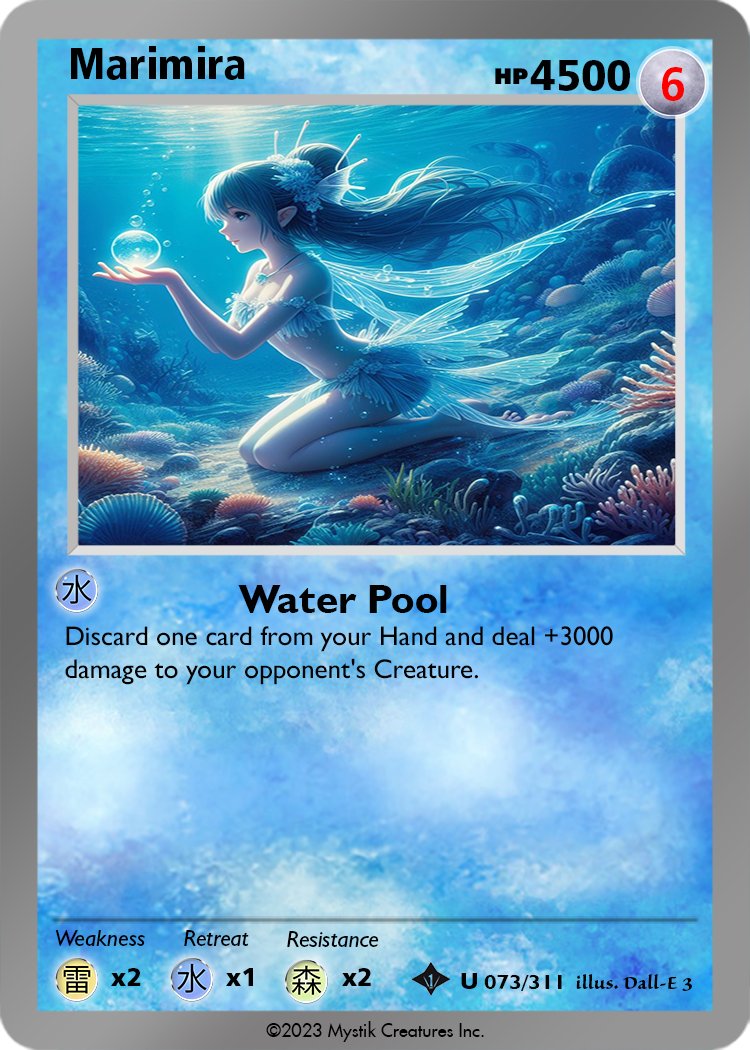 Marimira
HP4500 6
水 Water Pool
Discard one card from your Hand and deal +3000
damage to your opponent's Creature.
Weakness Retreat Resistance
雷 x2 水 x1 森 x2 1 U 073/311 illus. Dall-E 3
©2023 Mystik Creatures Inc.